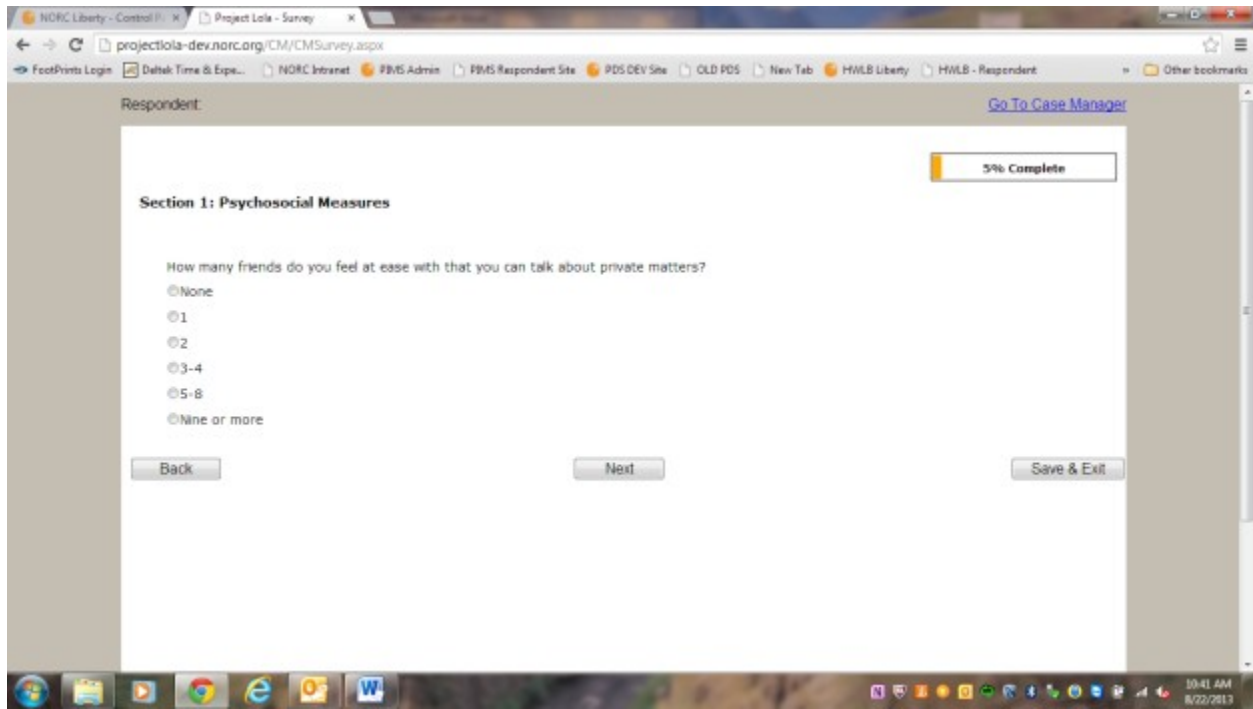 NORC Liberty - Control P
Project Lola - Survey
projectlola-dev.norc.org/CM/CMSurvey.aspx
FootPrints Login Deltek Time & Expe... NORC Intranet PIMS Admin PIMS Respondent Site PDS DEV Site OLD PDS New Tab HWLB Liberty HWLB - Respondent » Other bookmarks
Respondent: Go To Case Manager
5% Complete
Section 1: Psychosocial Measures
How many friends do you feel at ease with that you can talk about private matters?
None
1
2
3-4
5-8
Nine or more
Back Next Save & Exit
10:41 AM
8/22/2013